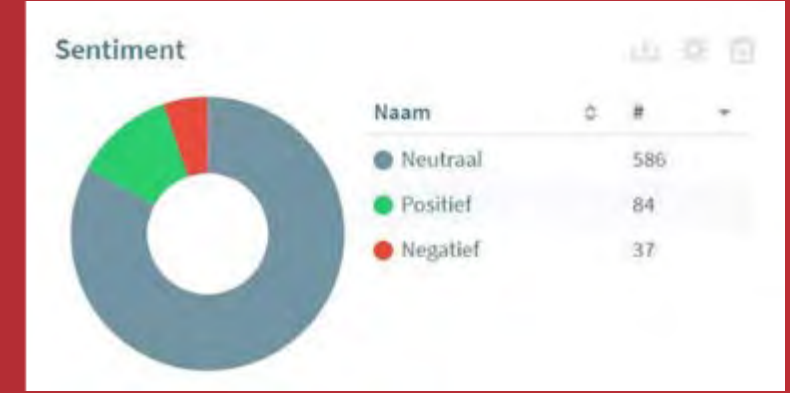 Sentiment
Naam #
Neutraal 586
Positief 84
Negatief 37